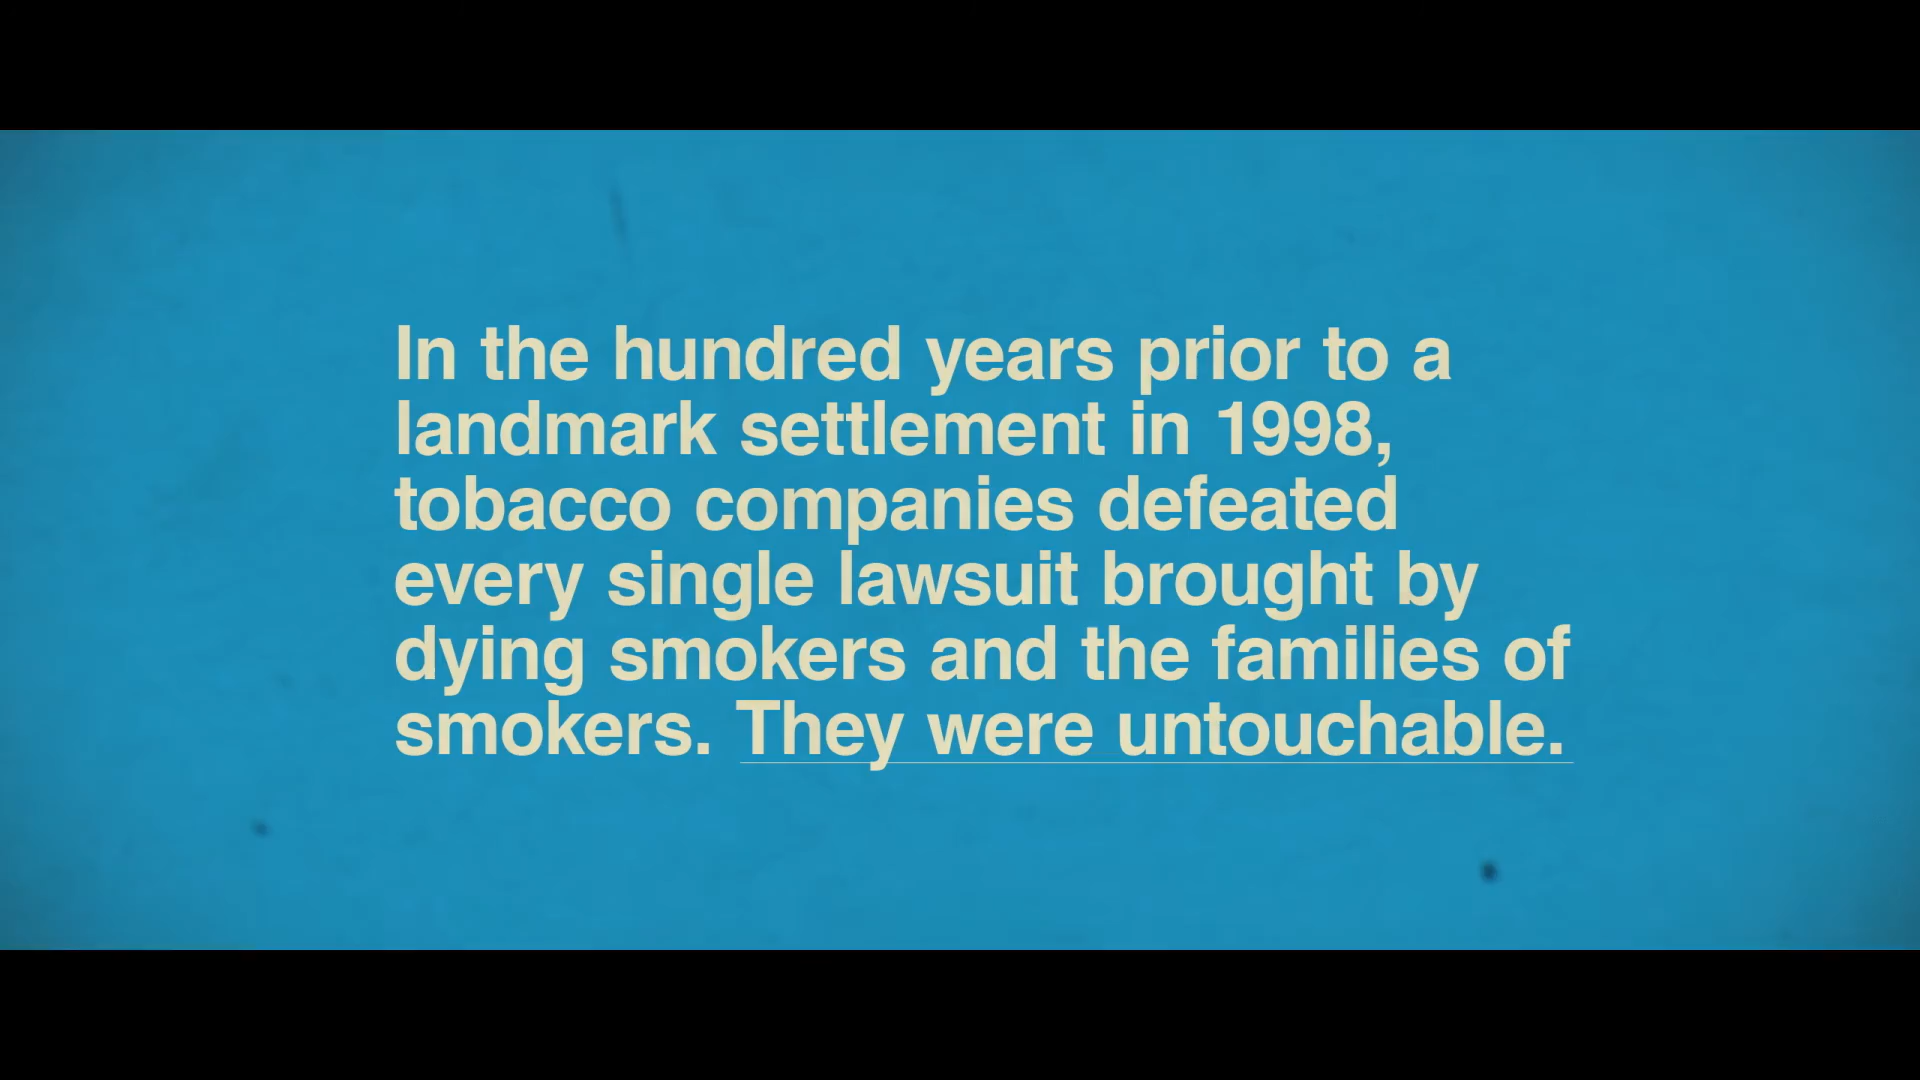 In the hundred years prior to a
landmark settlement in 1998,
tobacco companies defeated
every single lawsuit brought by
dying smokers and the families of
smokers. They were untouchable.